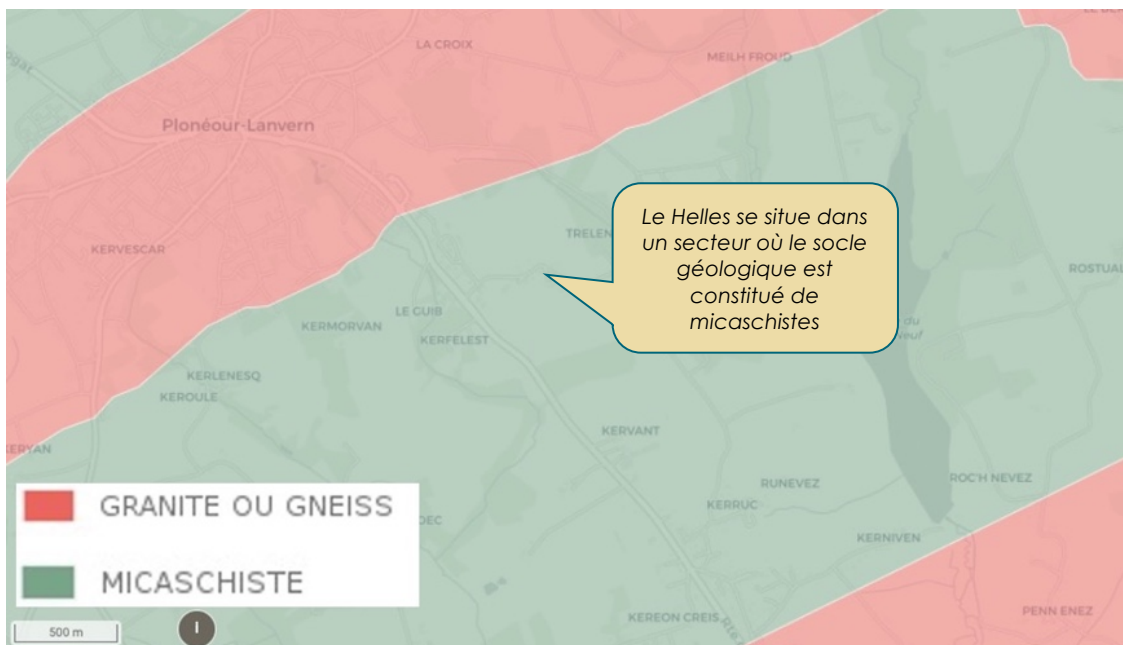 LA CROIX
MEILH FROUD
Plonéour-Lanvern
Le Helles se situe dans
un secteur où le socle
géologique est
constitué de
micaschistes
TRELEN
KERVESCAR
ROSTUAL
LE GUIB
KERMORVAN
KERFELEST
du
KERLENESQ
KEROULE
KERVANT
KERYAN
RUNEVEZ
ROC'H NEVEZ
KERRUC
GRANITE OU GNEISS
DEC
KERNIVEN
MICASCHISTE
KEREON CREIS
PENN ENEZ
500 m
I